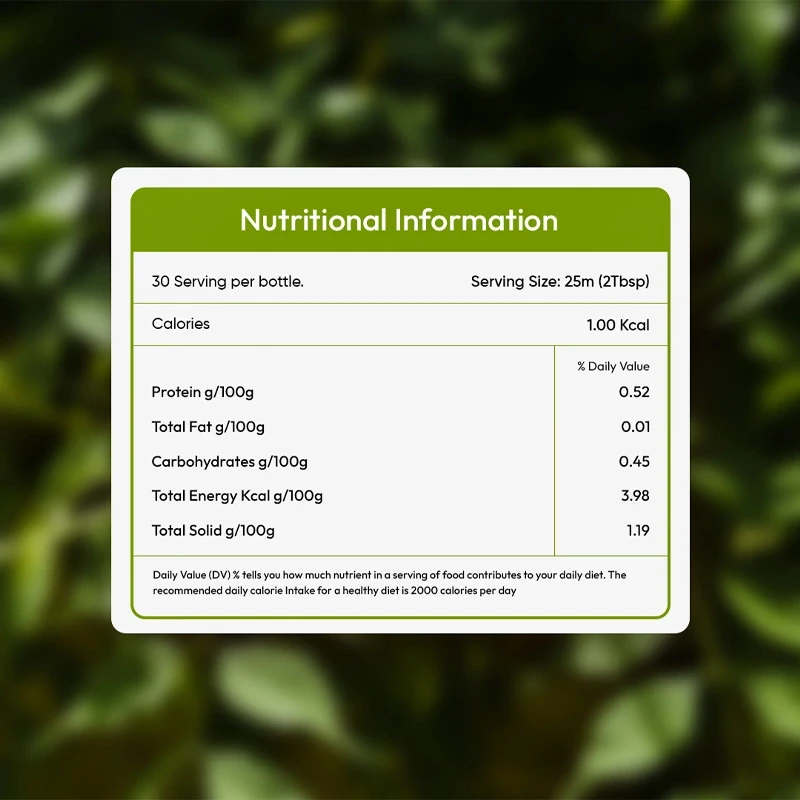 Nutritional Information
30 Serving per bottle. Serving Size: 25m (2Tbsp)
Calories 1.00 Kcal
% Daily Value
Protein g/100g 0.52
Total Fat g/100g 0.01
Carbohydrates g/100g 0.45
Total Energy Kcal g/100g 3.98
Total Solid g/100g 1.19
Daily Value (DV) % tells you how much nutrient in a serving of food contributes to your daily diet. The
recommended daily calorie Intake for a healthy diet is 2000 calories per day